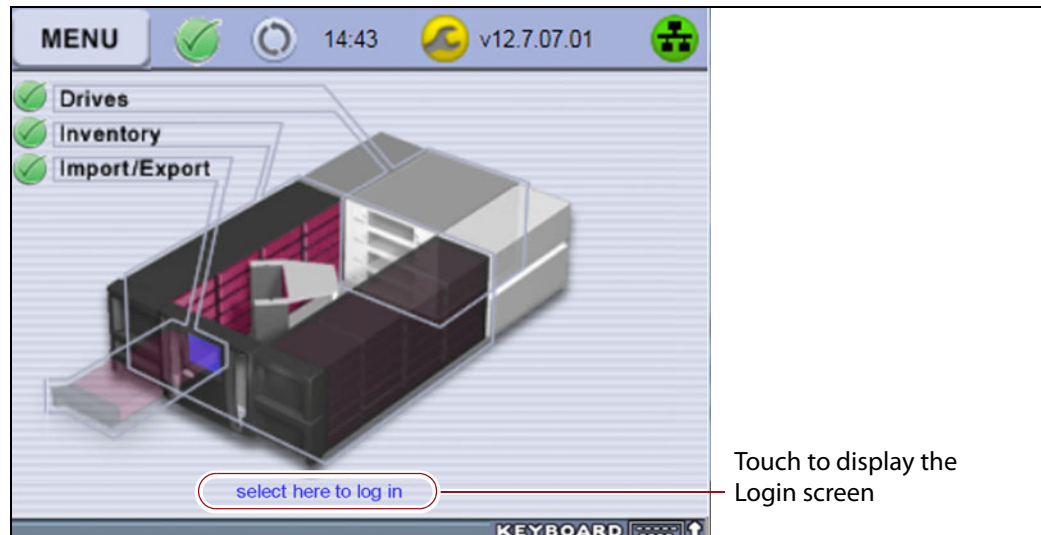 MENU 14:43 v12.7.07.01
Drives
Inventory
Import/Export
Touch to display the
Login screen
select here to log in
KEYBOARD